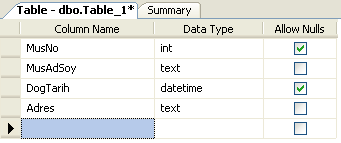 Table - dbo.Table_1* Summary
Column Name Data Type Allow Nulls
MusNo int
MusAdSoy text
DogTarih datetime
Adres text